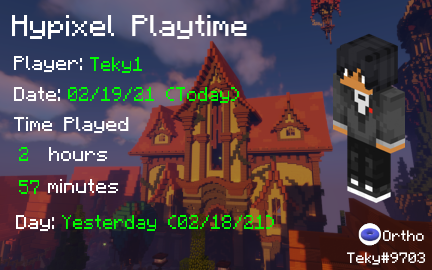 Hypixel Playtime
Player: Teky1
Date: 02/19/21 (Today)
Time Played
2 hours
57 minutes
Day: Yesterday (02/18/21)
Ortho
Teky#9703